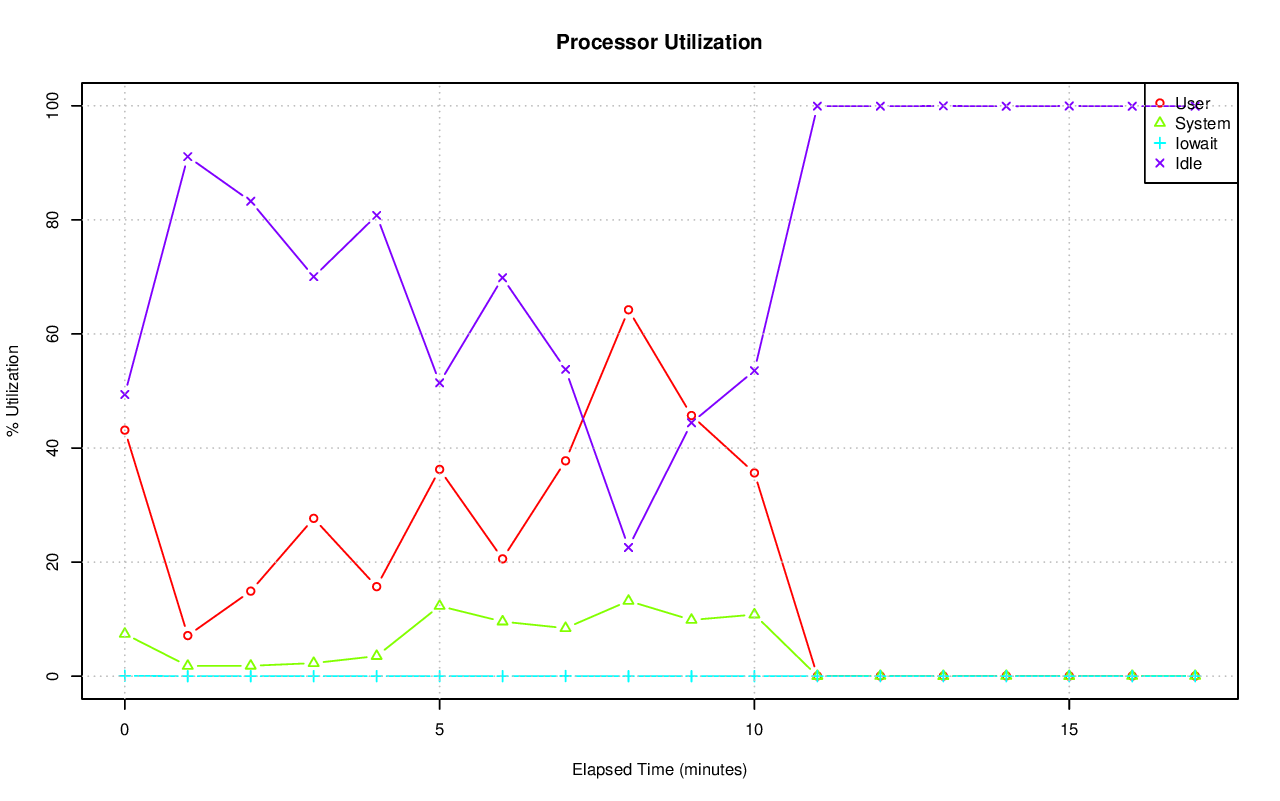 Processor Utilization
% Utilization
100
80
60
40
20
0
User
System
Iowait
Idle
0 5 10 15
Elapsed Time (minutes)